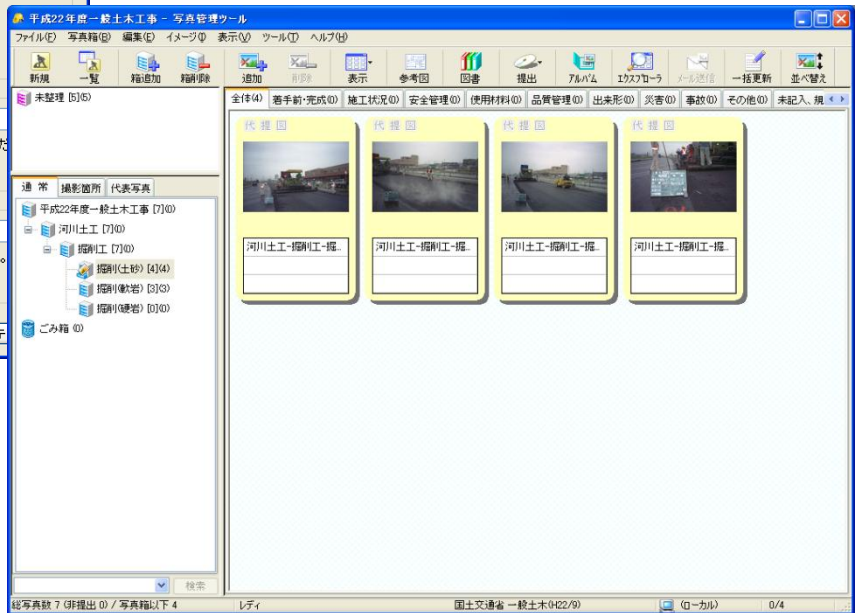 平成22年度一般土木工事 - 写真管理ツール
ファイル(F) 写真箱(B) 編集(E) イメージ(I) 表示(V) ツール(T) ヘルプ(H)
新規 一覧 箱追加 箱削除 追加 削除 表示 参考図 図書 提出 アルバム エクスプローラ メール送信 一括更新 並べ替え
未整理 [5](5)
全体(4) 着手前・完成(0) 施工状況(0) 安全管理(0) 使用材料(0) 品質管理(0) 出来形(0) 災害(0) 事故(0) その他(0) 未記入、規
代 提 図 代 提 図 代 提 図 代 提 図
河川土工-掘削工-掘... 河川土工-掘削工-掘... 河川土工-掘削工-掘... 河川土工-掘削工-掘...
通 常 撮影箇所 代表写真
平成22年度一般土木工事 [7](0)
河川土工 [7](0)
掘削工 [7](0)
掘削(土砂) [4](4)
掘削(軟岩) [3](3)
掘削(硬岩) [0](0)
ごみ箱 (0)
検索
総写真数 7 (非提出 0) / 写真箱以下 4 レディ 国土交通省 一般土木(H22/9) (ローカル) 0/4